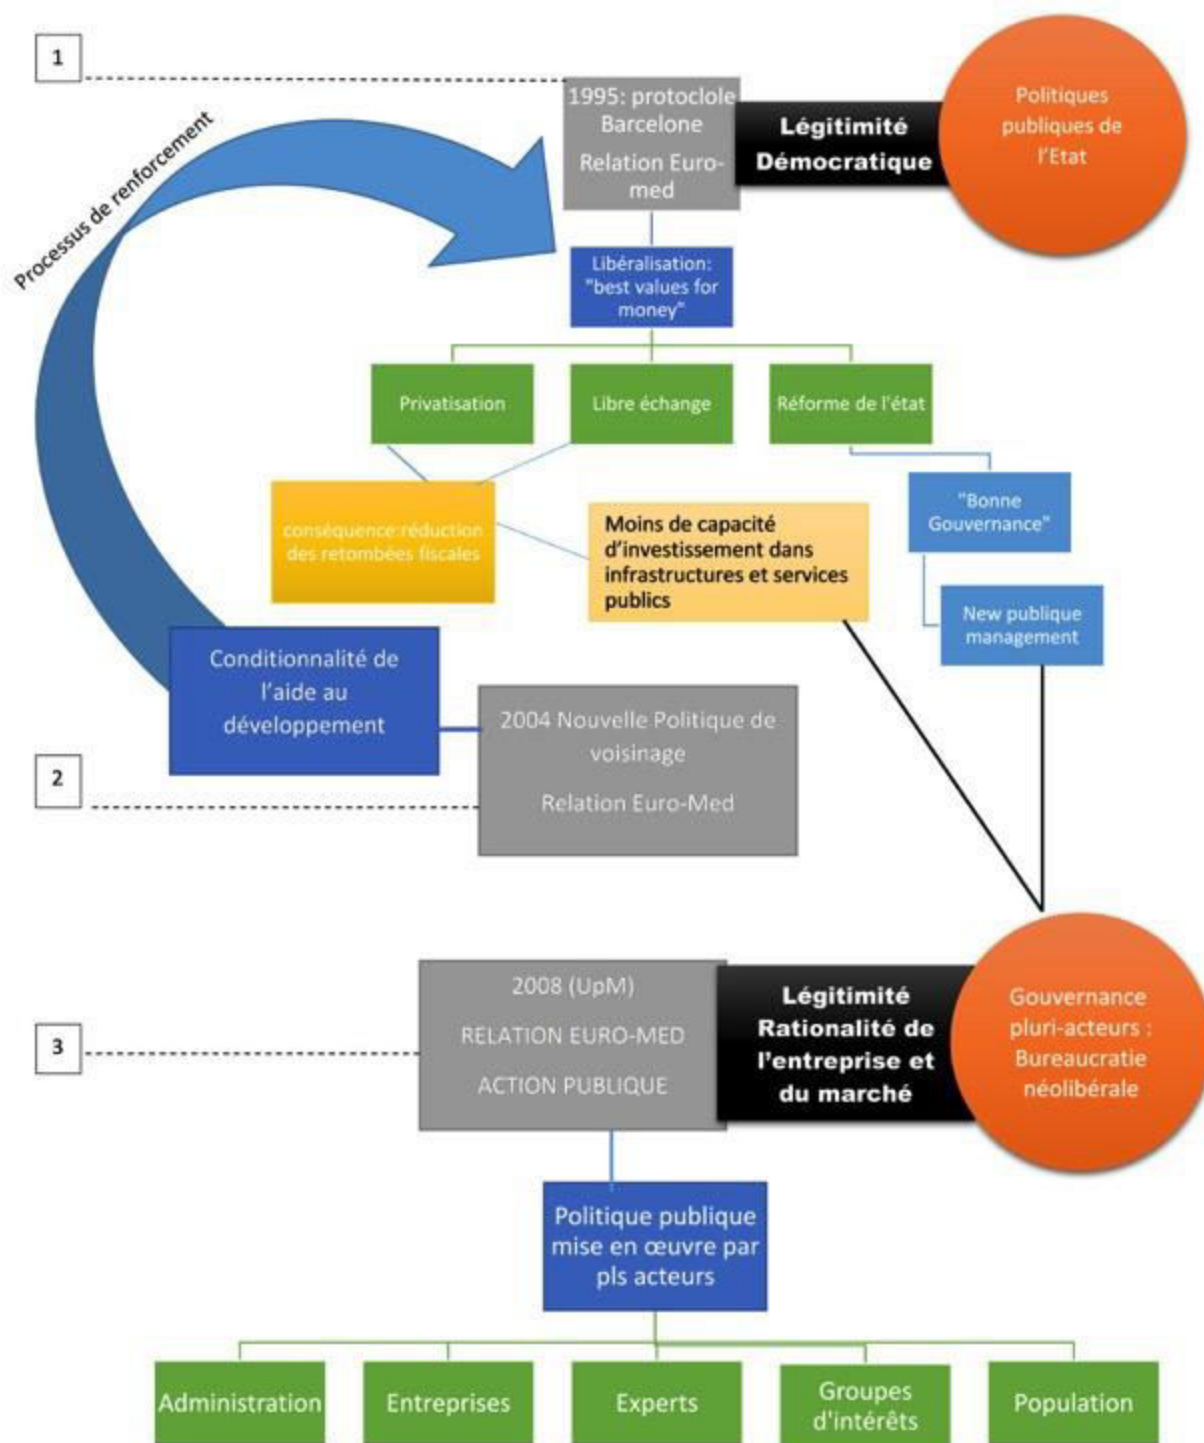 1
1995: protoclole
Barcelone
Relation Euro-
med
Légitimité
Démocratique
Politiques
publiques de
l'Etat
Processus de renforcement
Libéralisation:
"best values for
money"
Privatisation
Libre échange
Réforme de l'état
conséquence:réduction
des retombées fiscales
Moins de capacité
d'investissement dans
infrastructures et services
publics
"Bonne
Gouvernance"
New publique
management
Conditionnalité de
l'aide au
développement
2
2004 Nouvelle Politique de
voisinage
Relation Euro-Med
3
2008 (UpM)
RELATION EURO-MED
ACTION PUBLIQUE
Légitimité
Rationalité de
l'entreprise et
du marché
Gouvernance
pluri-acteurs :
Bureaucratie
néolibérale
Politique publique
mise en œuvre par
pls acteurs
Administration
Entreprises
Experts
Groupes
d'intérêts
Population